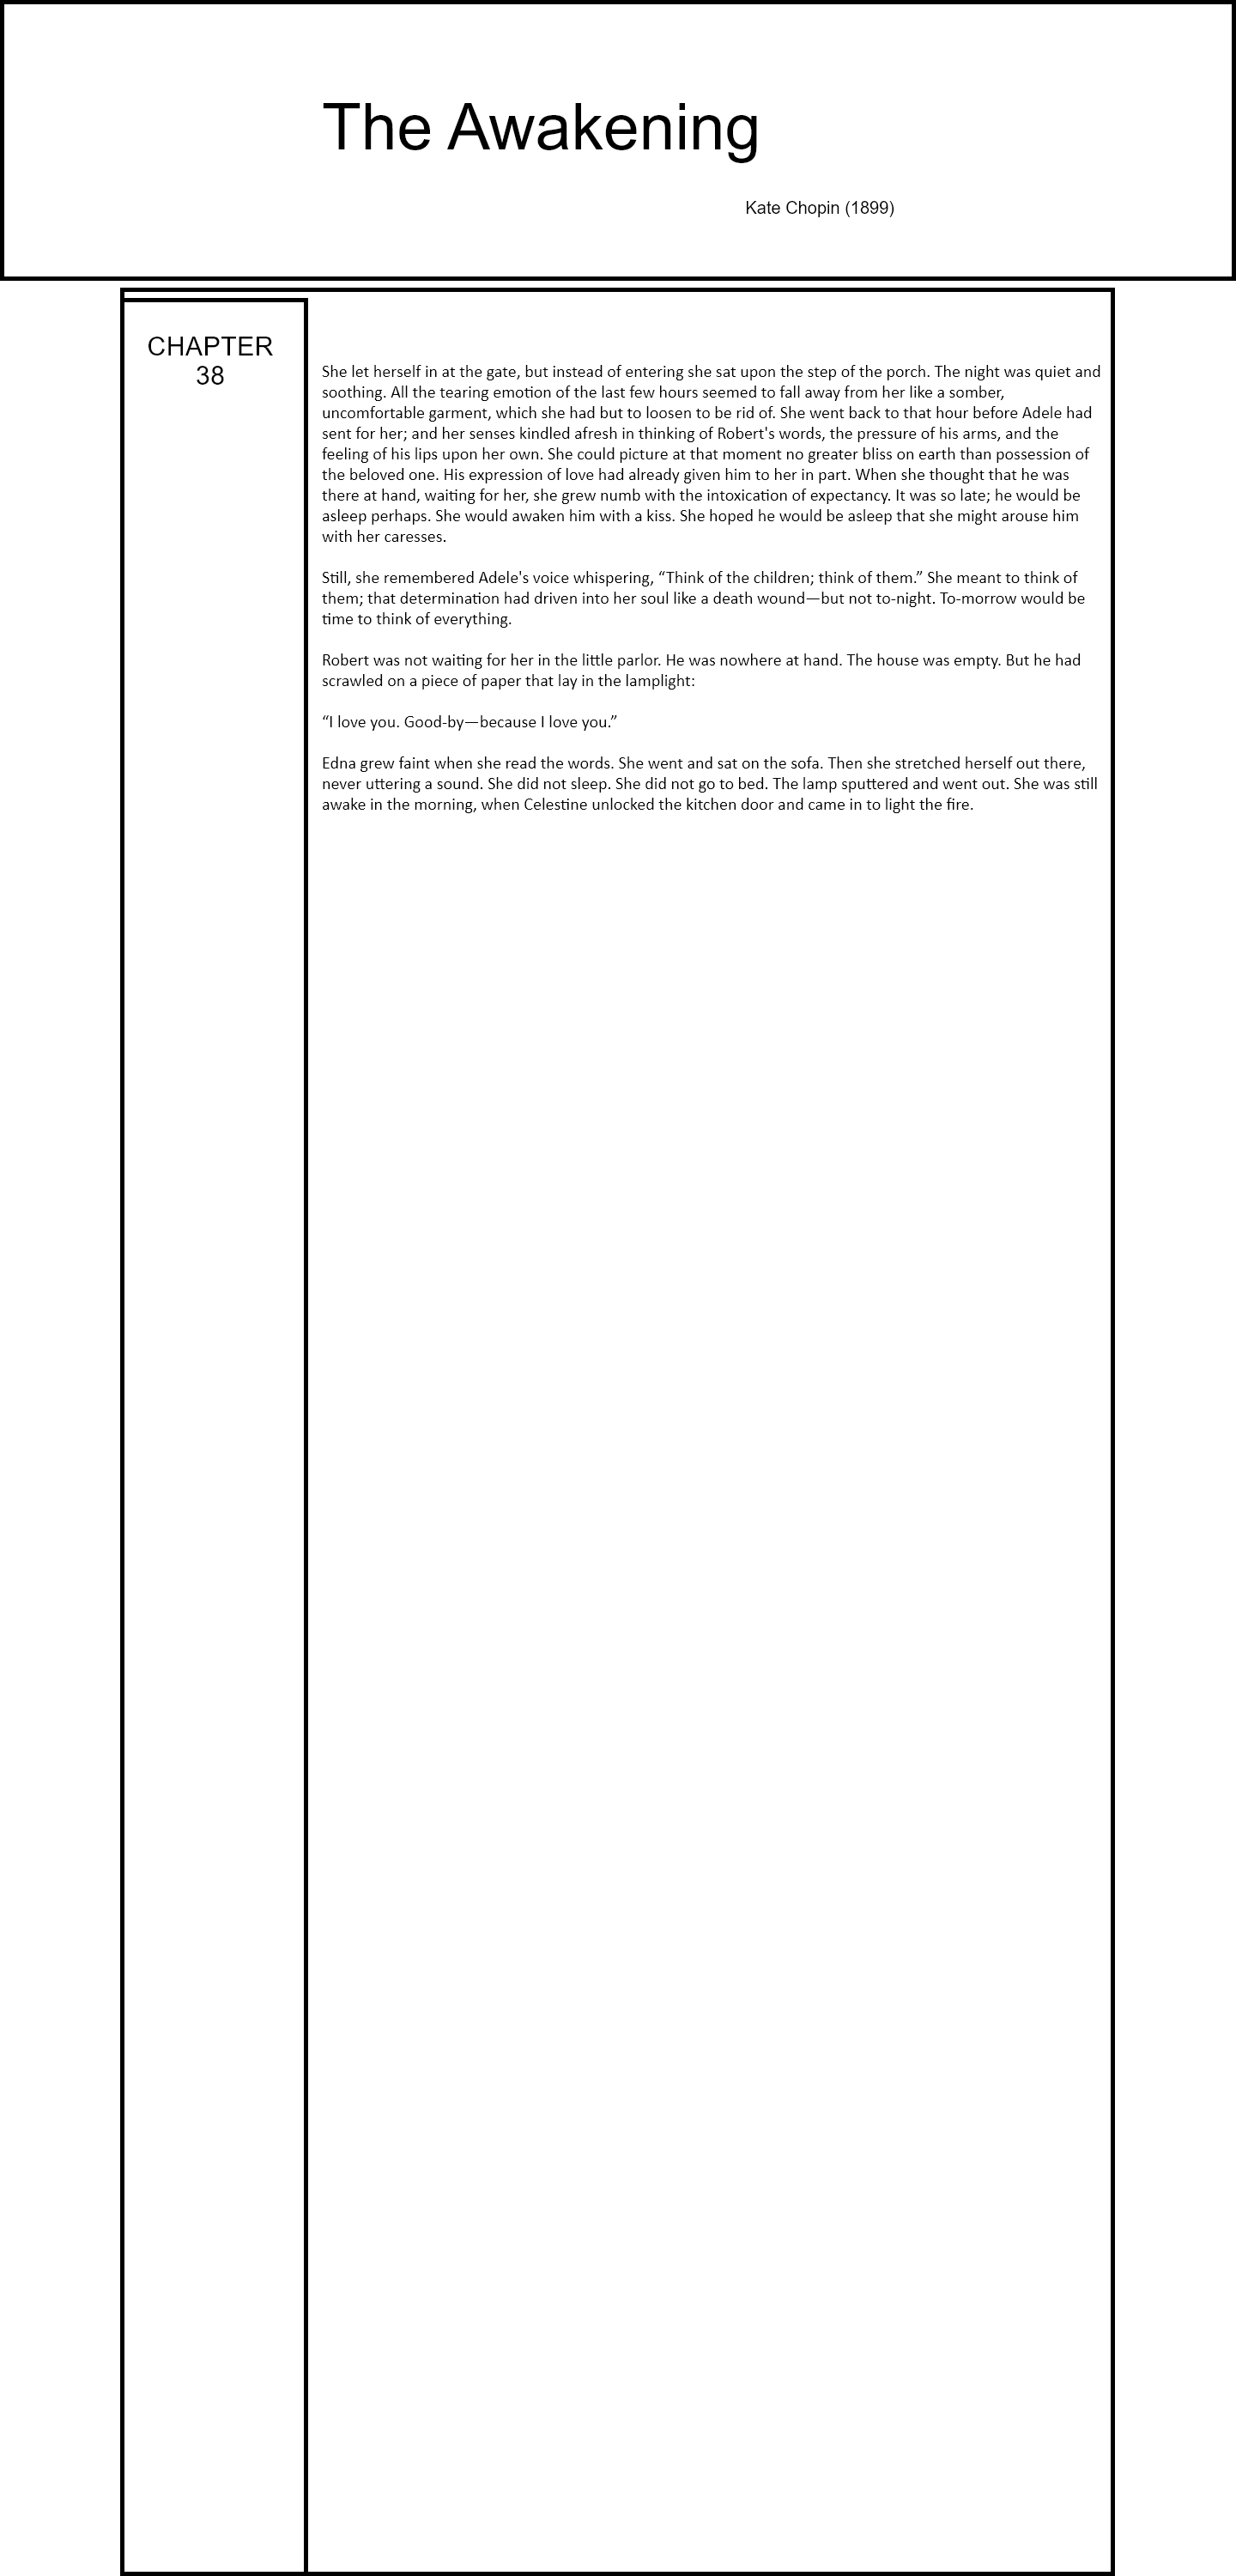 The Awakening
Kate Chopin (1899)
CHAPTER
38
She let herself in at the gate, but instead of entering she sat upon the step of the porch. The night was quiet and
soothing. All the tearing emotion of the last few hours seemed to fall away from her like a somber,
uncomfortable garment, which she had but to loosen to be rid of. She went back to that hour before Adele had
sent for her; and her senses kindled afresh in thinking of Robert's words, the pressure of his arms, and the
feeling of his lips upon her own. She could picture at that moment no greater bliss on earth than possession of
the beloved one. His expression of love had already given him to her in part. When she thought that he was
there at hand, waiting for her, she grew numb with the intoxication of expectancy. It was so late; he would be
asleep perhaps. She would awaken him with a kiss. She hoped he would be asleep that she might arouse him
with her caresses.
Still, she remembered Adele's voice whispering, “Think of the children; think of them.” She meant to think of
them; that determination had driven into her soul like a death wound—but not to-night. To-morrow would be
time to think of everything.
Robert was not waiting for her in the little parlor. He was nowhere at hand. The house was empty. But he had
scrawled on a piece of paper that lay in the lamplight:
“I love you. Good-by—because I love you.”
Edna grew faint when she read the words. She went and sat on the sofa. Then she stretched herself out there,
never uttering a sound. She did not sleep. She did not go to bed. The lamp sputtered and went out. She was still
awake in the morning, when Celestine unlocked the kitchen door and came in to light the fire.